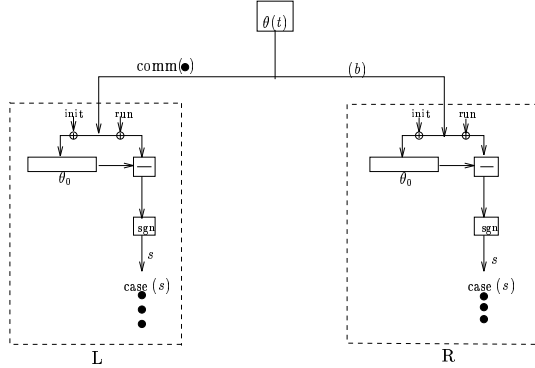 θ(t)
comm(●) (b)
init run init run
θ₀ — θ₀ —
sgn sgn
s s
case (s) case (s)
L R